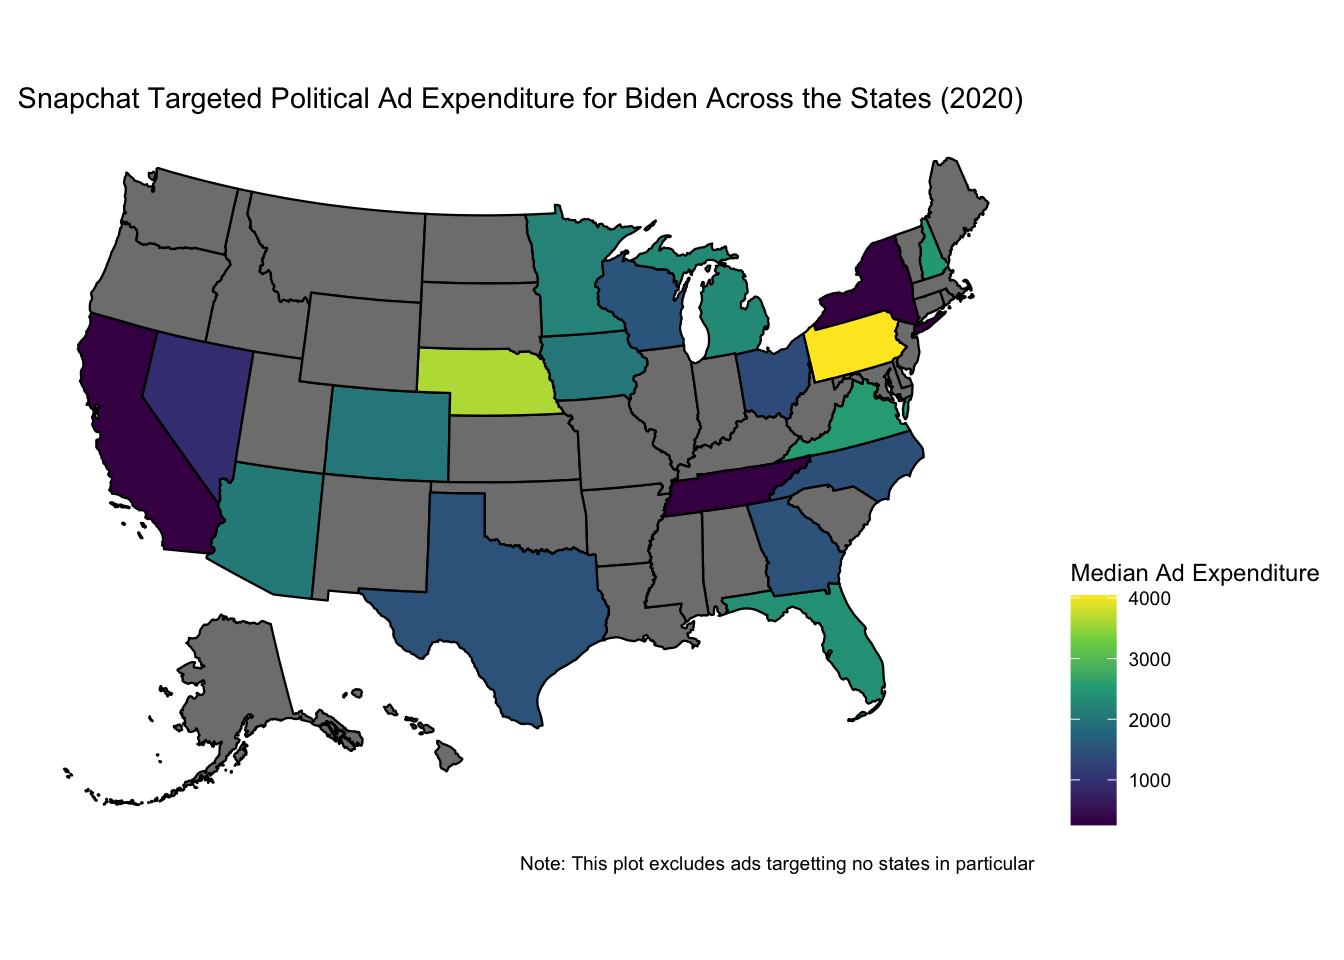 Snapchat Targeted Political Ad Expenditure for Biden Across the States (2020)
Median Ad Expenditure
4000
3000
2000
1000
Note: This plot excludes ads targetting no states in particular